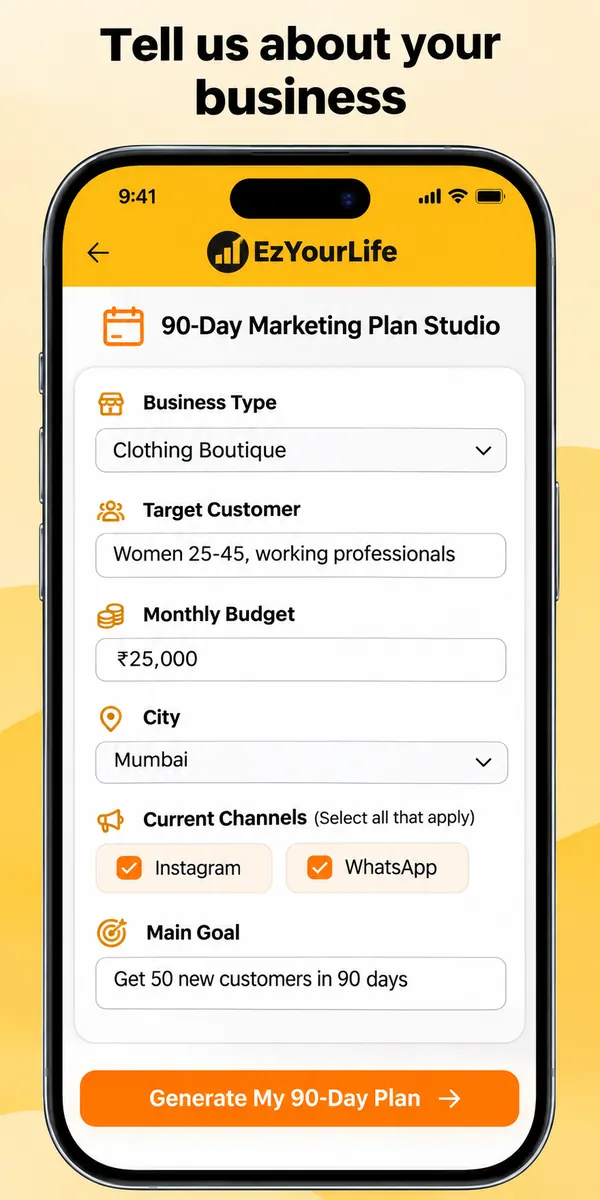 Tell us about your
business
9:41
EzYourLife
90-Day Marketing Plan Studio
Business Type
Clothing Boutique
Target Customer
Women 25-45, working professionals
Monthly Budget
₹25,000
City
Mumbai
Current Channels (Select all that apply)
Instagram WhatsApp
Main Goal
Get 50 new customers in 90 days
Generate My 90-Day Plan →